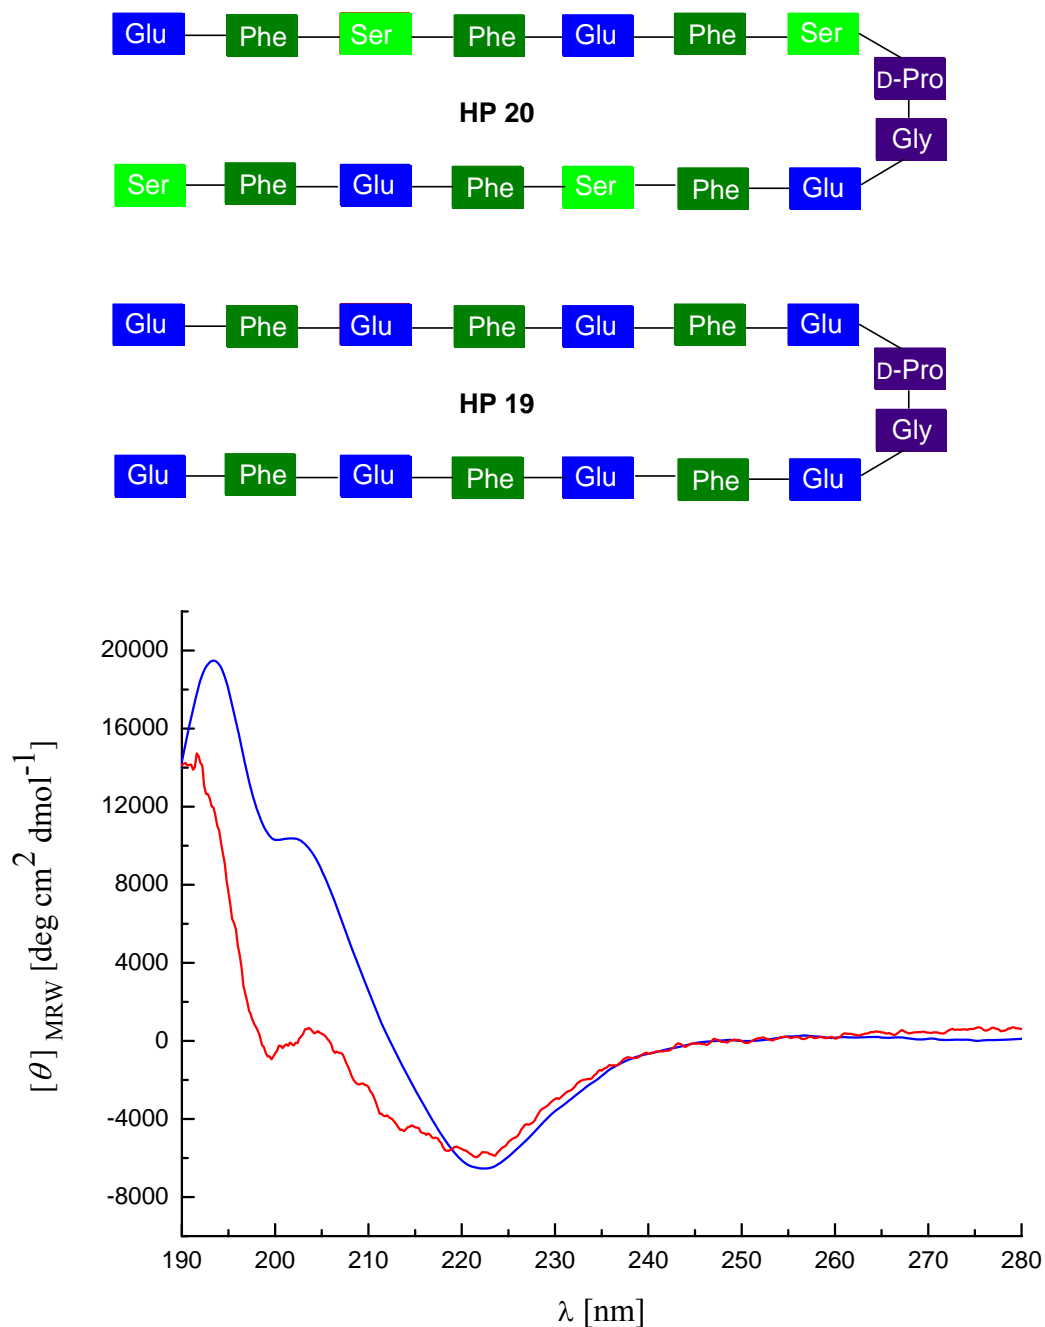 Glu Phe Ser Phe Glu Phe Ser
D-Pro
HP 20
Gly
Ser Phe Glu Phe Ser Phe Glu
Glu Phe Glu Phe Glu Phe Glu
D-Pro
HP 19
Gly
Glu Phe Glu Phe Glu Phe Glu
20000
16000
12000
8000
4000
0
-4000
-8000
[θ] MRW [deg cm² dmol⁻¹]
190 200 210 220 230 240 250 260 270 280
λ [nm]